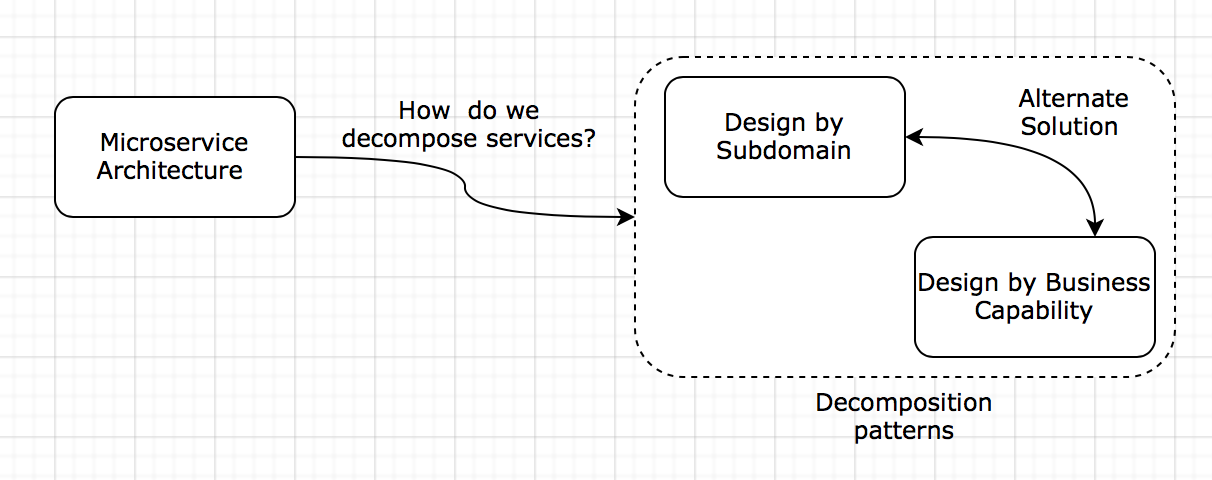 Microservice
Architecture
How  do we
decompose services?
Design by
Subdomain
Alternate
Solution
Design by Business
Capability
Decomposition
patterns